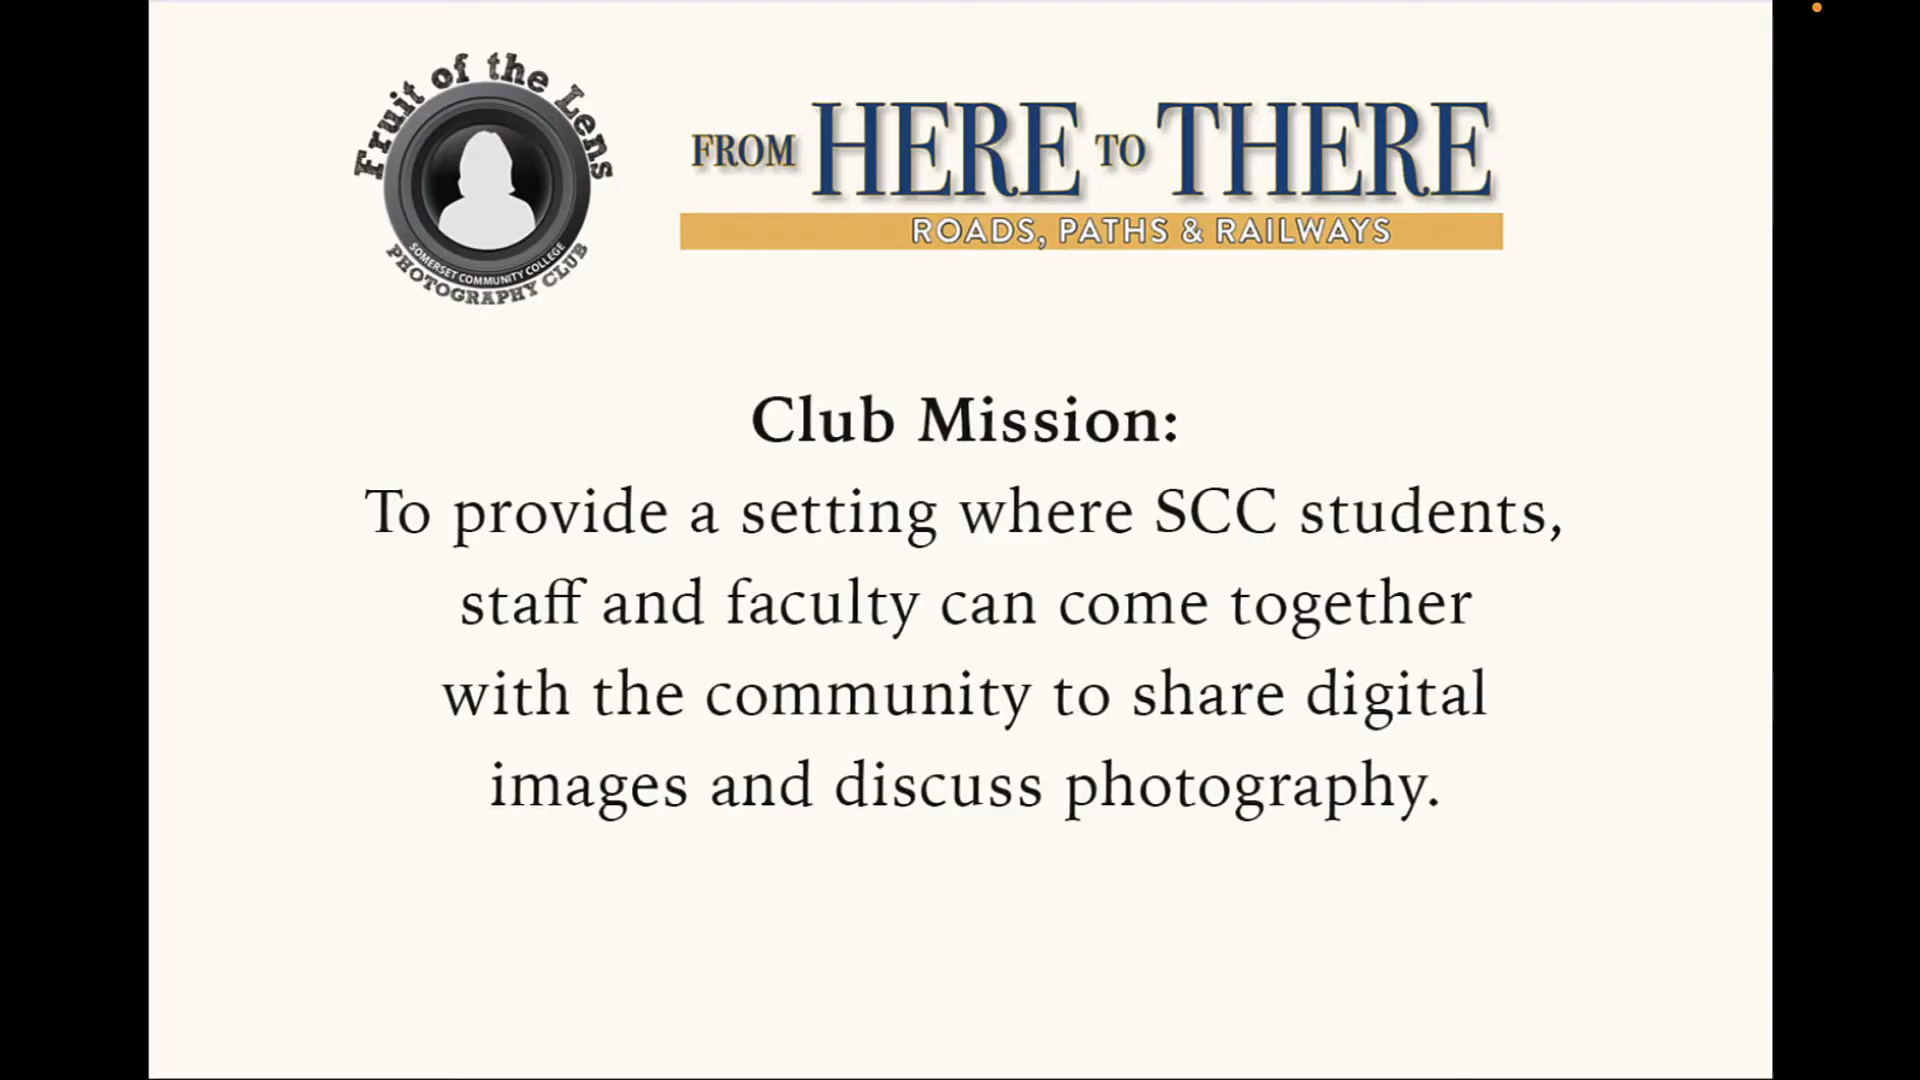 Fruit of the Lens
SOMERSET COMMUNITY COLLEGE
PHOTOGRAPHY CLUB
FROM HERE TO THERE
ROADS, PATHS & RAILWAYS
Club Mission:
To provide a setting where SCC students,
staff and faculty can come together
with the community to share digital
images and discuss photography.